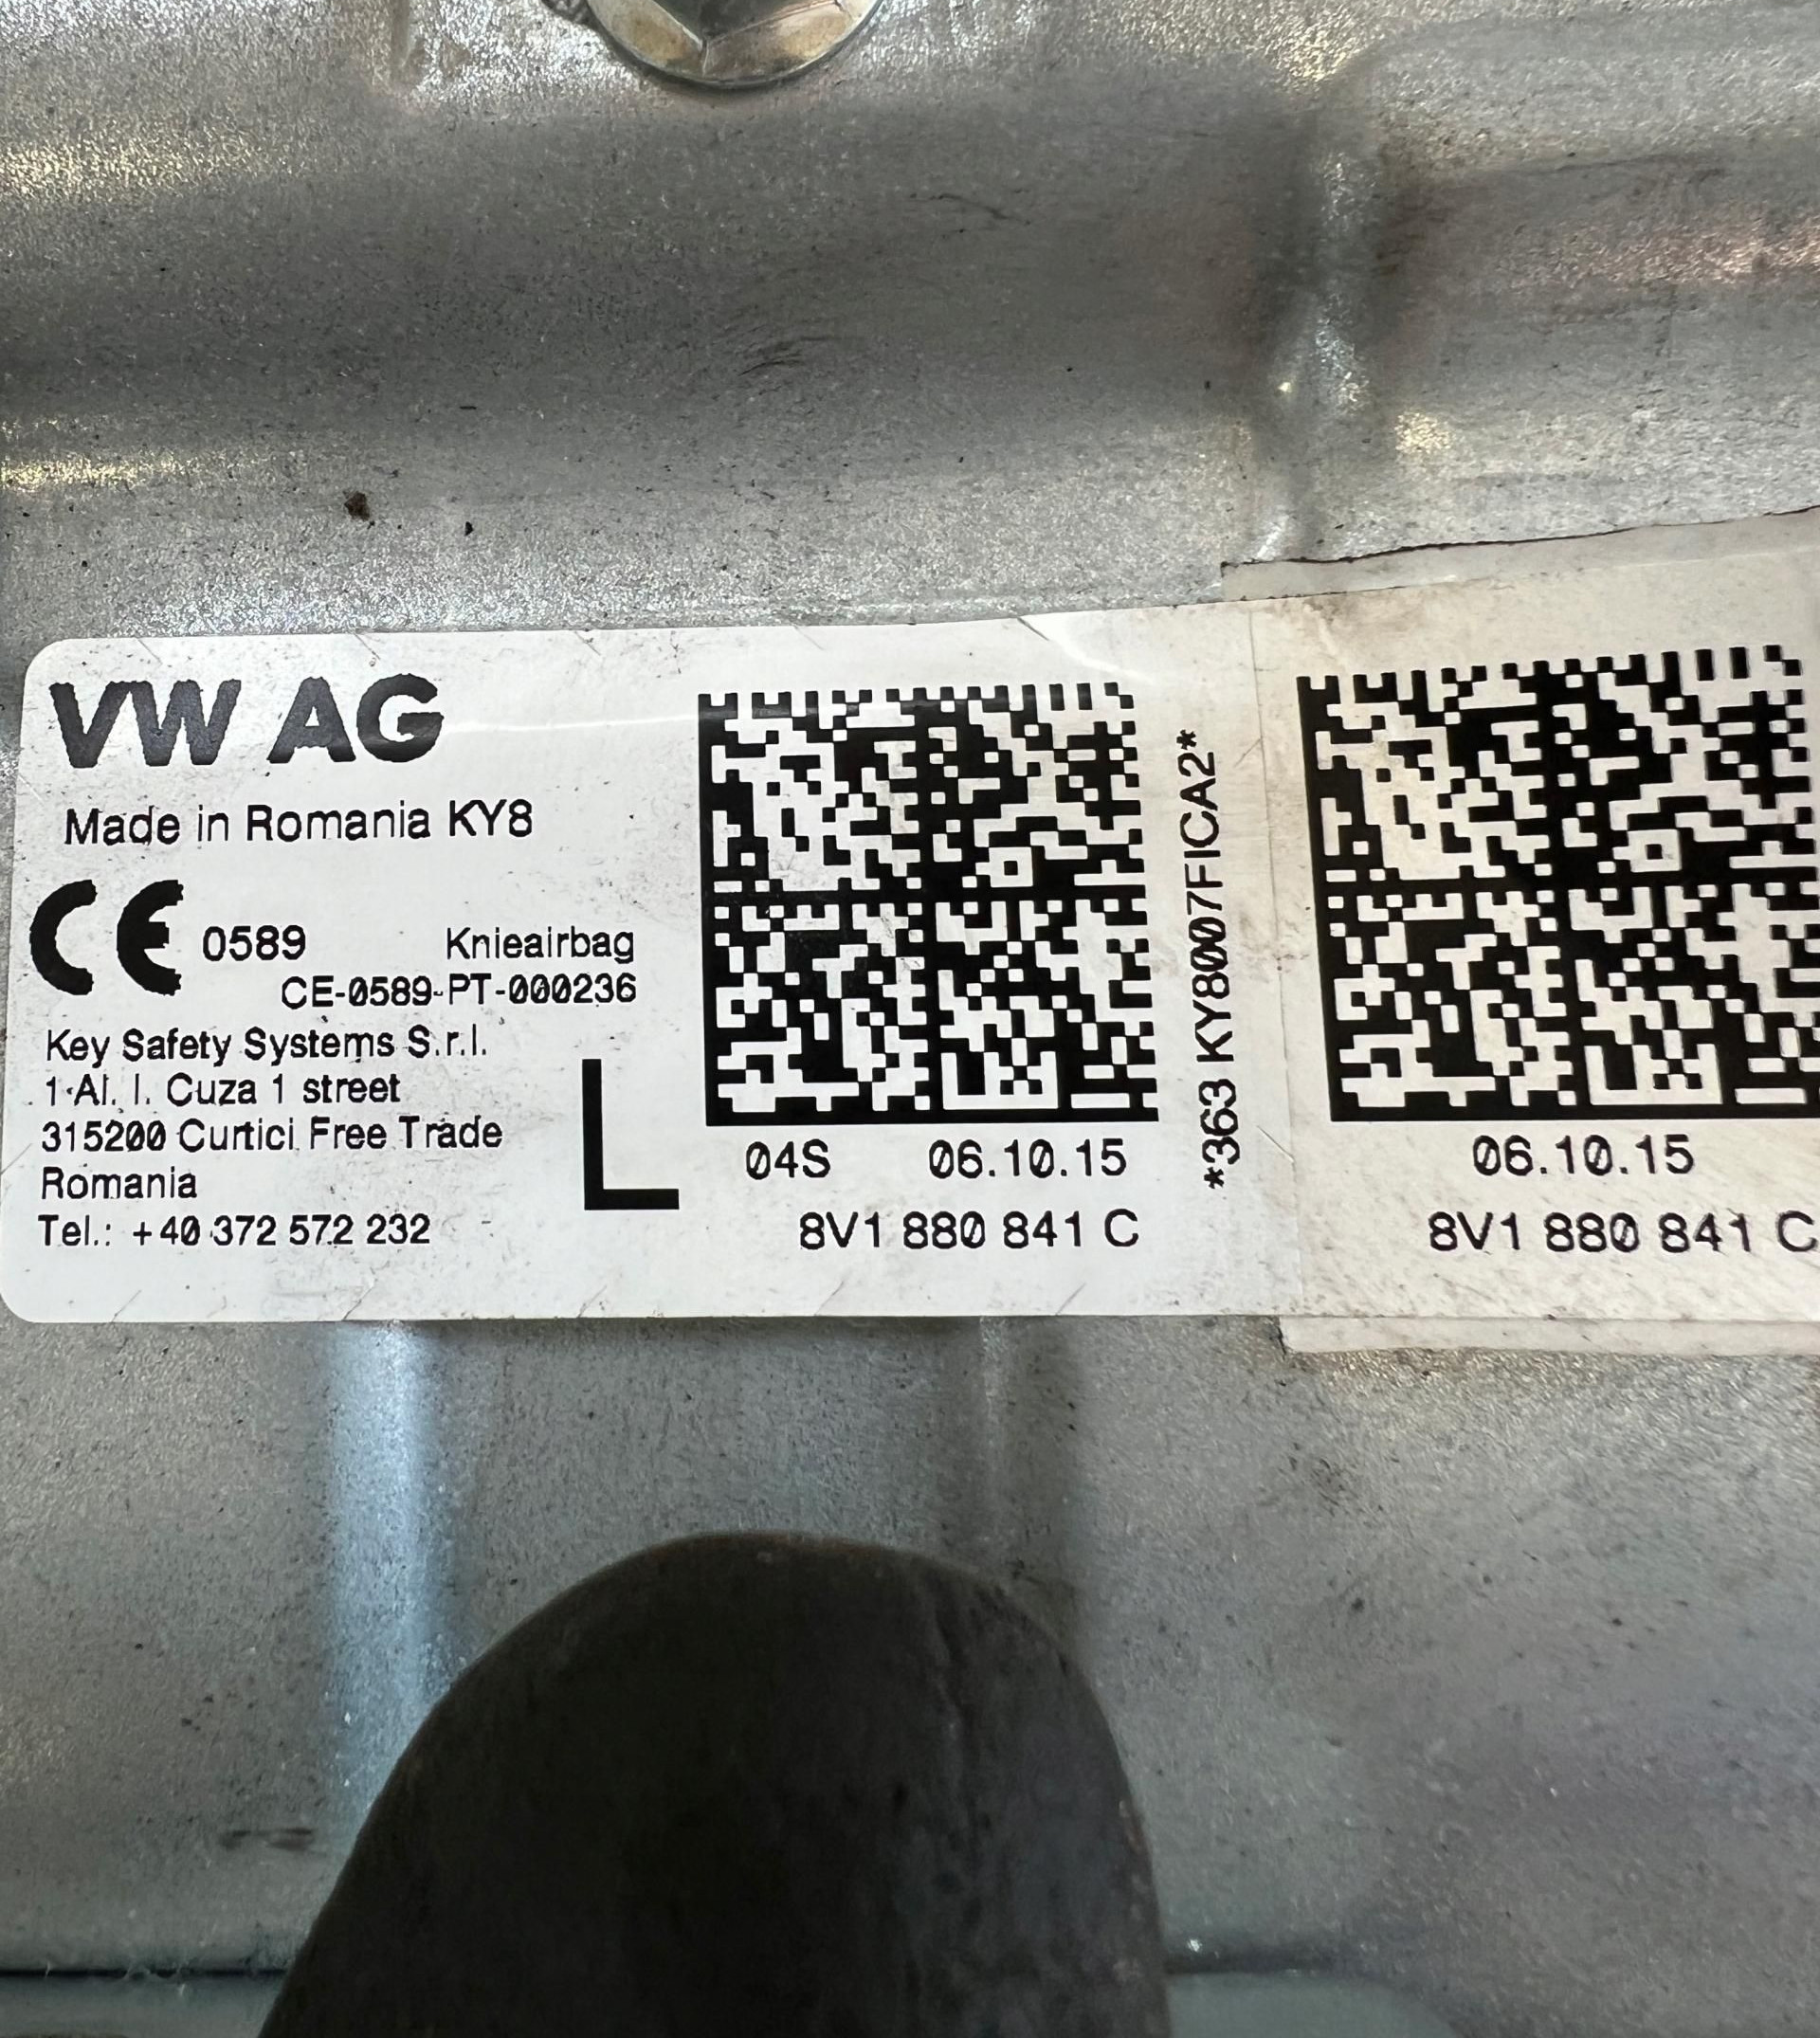 VW AG
Made in Romania KY8
CE 0589 Knieairbag
CE-0589-PT-000236
Key Safety Systems S.r.l.
1 Al. I. Cuza 1 street
315200 Curtici Free Trade
Romania
Tel.: +40 372 572 232
L
04S 06.10.15
8V1 880 841 C
*363 KY8007FICA2*
06.10.15
8V1 880 841 C